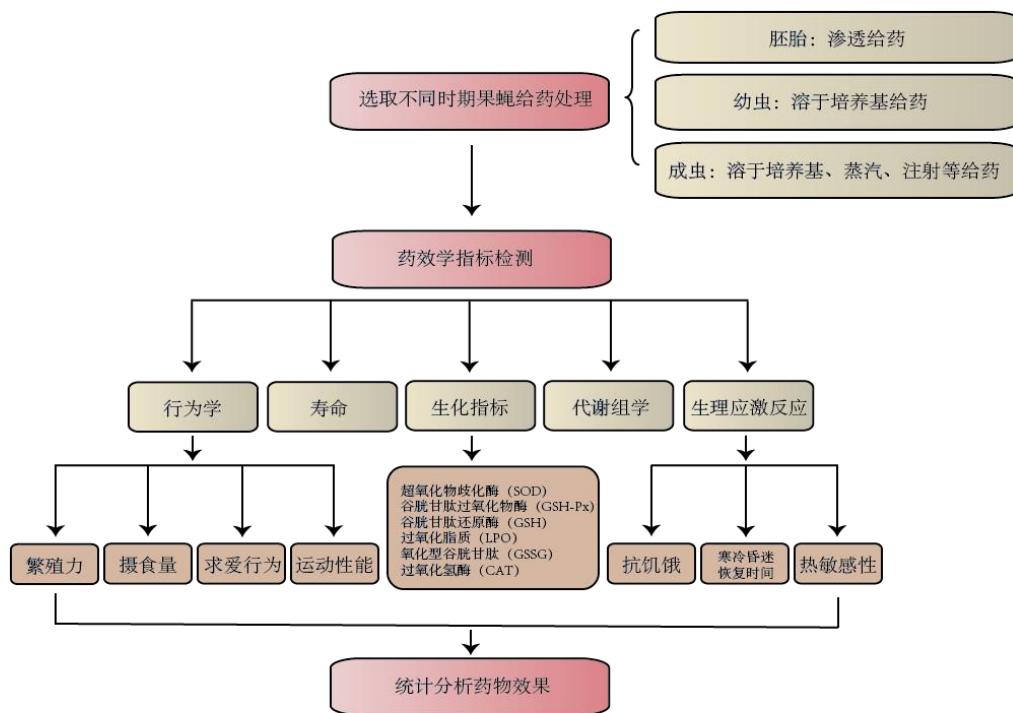 胚胎：渗透给药
选取不同时期果蝇给药处理
幼虫：溶于培养基给药
成虫：溶于培养基、蒸汽、注射等给药
药效学指标检测
行为学
寿命
生化指标
代谢组学
生理应激反应
繁殖力
摄食量
求爱行为
运动性能
超氧化物歧化酶（SOD）
谷胱甘肽过氧化物酶（GSH-Px）
谷胱甘肽还原酶（GSH）
过氧化脂质（LPO）
氧化型谷胱甘肽（GSSG）
过氧化氢酶（CAT）
抗饥饿
寒冷昏迷
恢复时间
热敏感性
统计分析药物效果